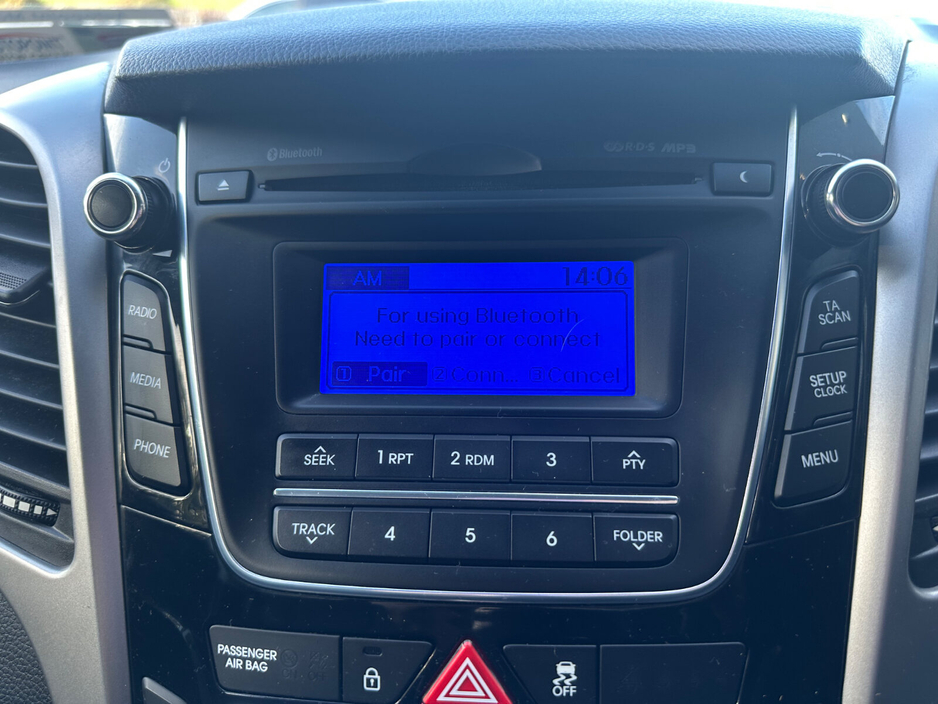 Bluetooth
R·D·S MP3
AM 14:06
For using Bluetooth
Need to pair or connect
1 Pair 2 Conn... 3 Cancel
RADIO
MEDIA
PHONE
TA
SCAN
SETUP
CLOCK
MENU
SEEK 1 RPT 2 RDM 3 PTY
TRACK 4 5 6 FOLDER
PASSENGER
AIR BAG
OFF